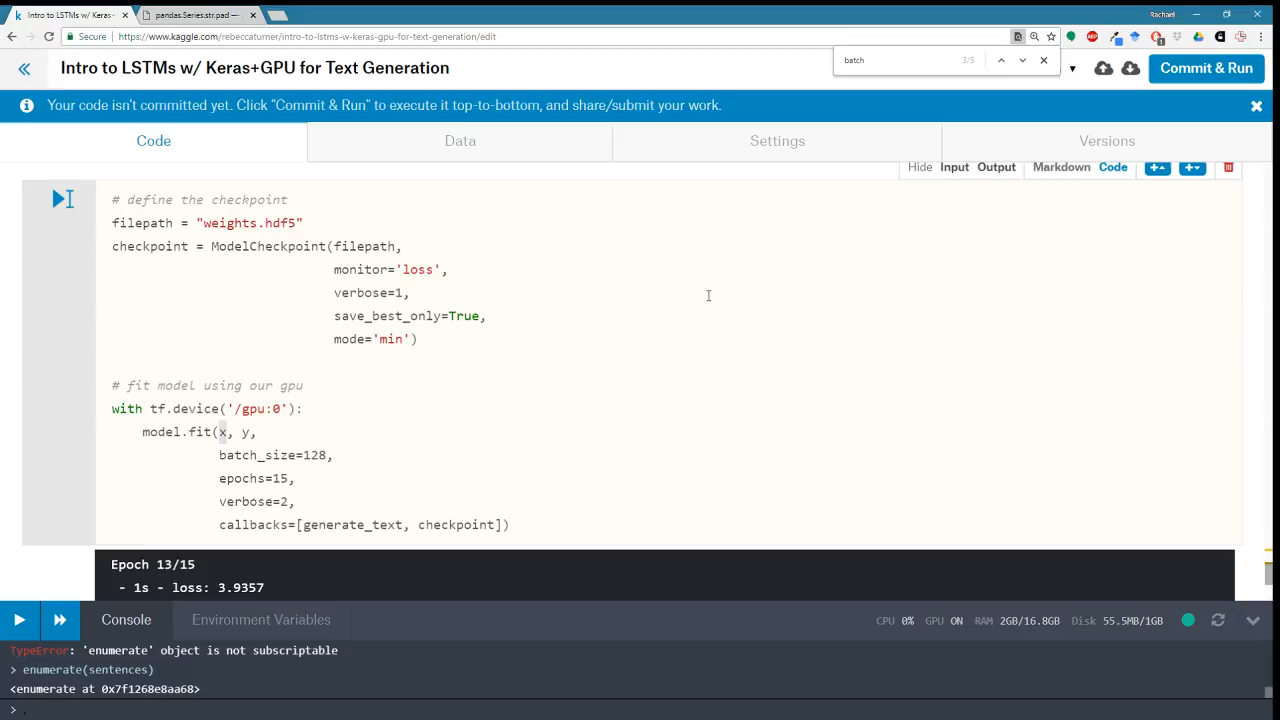 Intro to LSTMs w/ Keras+
pandas.Series.str.pad —
Rachael
Secure
https://www.kaggle.com/rebeccaturner/intro-to-lstms-w-keras-gpu-for-text-generation/edit
Intro to LSTMs w/ Keras+GPU for Text Generation
batch
3/5
Commit & Run
Your code isn't committed yet. Click "Commit & Run" to execute it top-to-bottom, and share/submit your work.
Code
Data
Settings
Versions
Hide Input Output Markdown Code
# define the checkpoint
filepath = "weights.hdf5"
checkpoint = ModelCheckpoint(filepath,
monitor='loss',
verbose=1,
save_best_only=True,
mode='min')
# fit model using our gpu
with tf.device('/gpu:0'):
model.fit(x, y,
batch_size=128,
epochs=15,
verbose=2,
callbacks=[generate_text, checkpoint])
Epoch 13/15
- 1s - loss: 3.9357
Console
Environment Variables
CPU 0% GPU ON RAM 2GB/16.8GB Disk 55.5MB/1GB
TypeError: 'enumerate' object is not subscriptable
> enumerate(sentences)
<enumerate at 0x7f1268e8aa68>
>